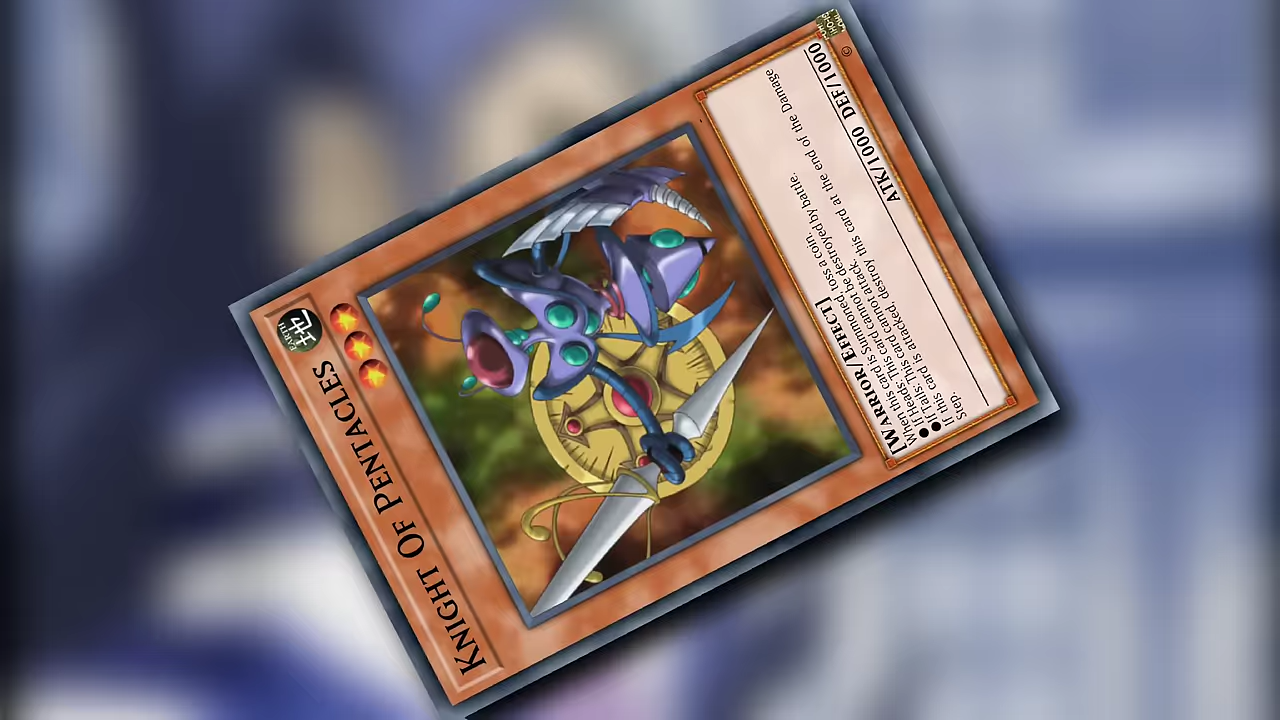 KNIGHT OF PENTACLES
EARTH
[WARRIOR/EFFECT]
When this card is Summoned, toss a coin.
●If Heads: This card cannot be destroyed by battle.
●If Tails: This card cannot attack.
If this card is attacked, destroy this card at the end of the Damage
Step.
ATK/1000 DEF/1000
©